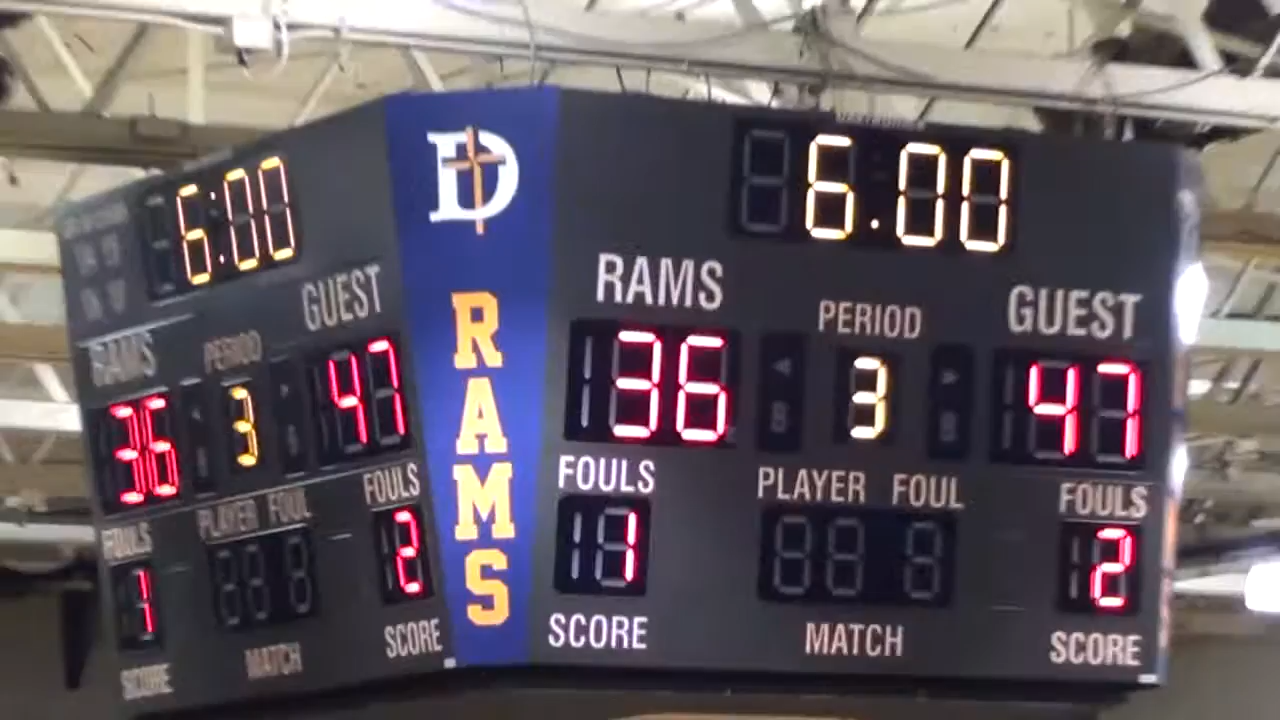 6:00
GUEST
RAMS
PERIOD
36
3
47
FOULS
PLAYER FOUL
FOULS
1
2
SCORE
MATCH
SCORE
D
RAMS
6:00
RAMS
PERIOD
GUEST
36
3
47
B
B
FOULS
PLAYER FOUL
FOULS
1
2
SCORE
MATCH
SCORE